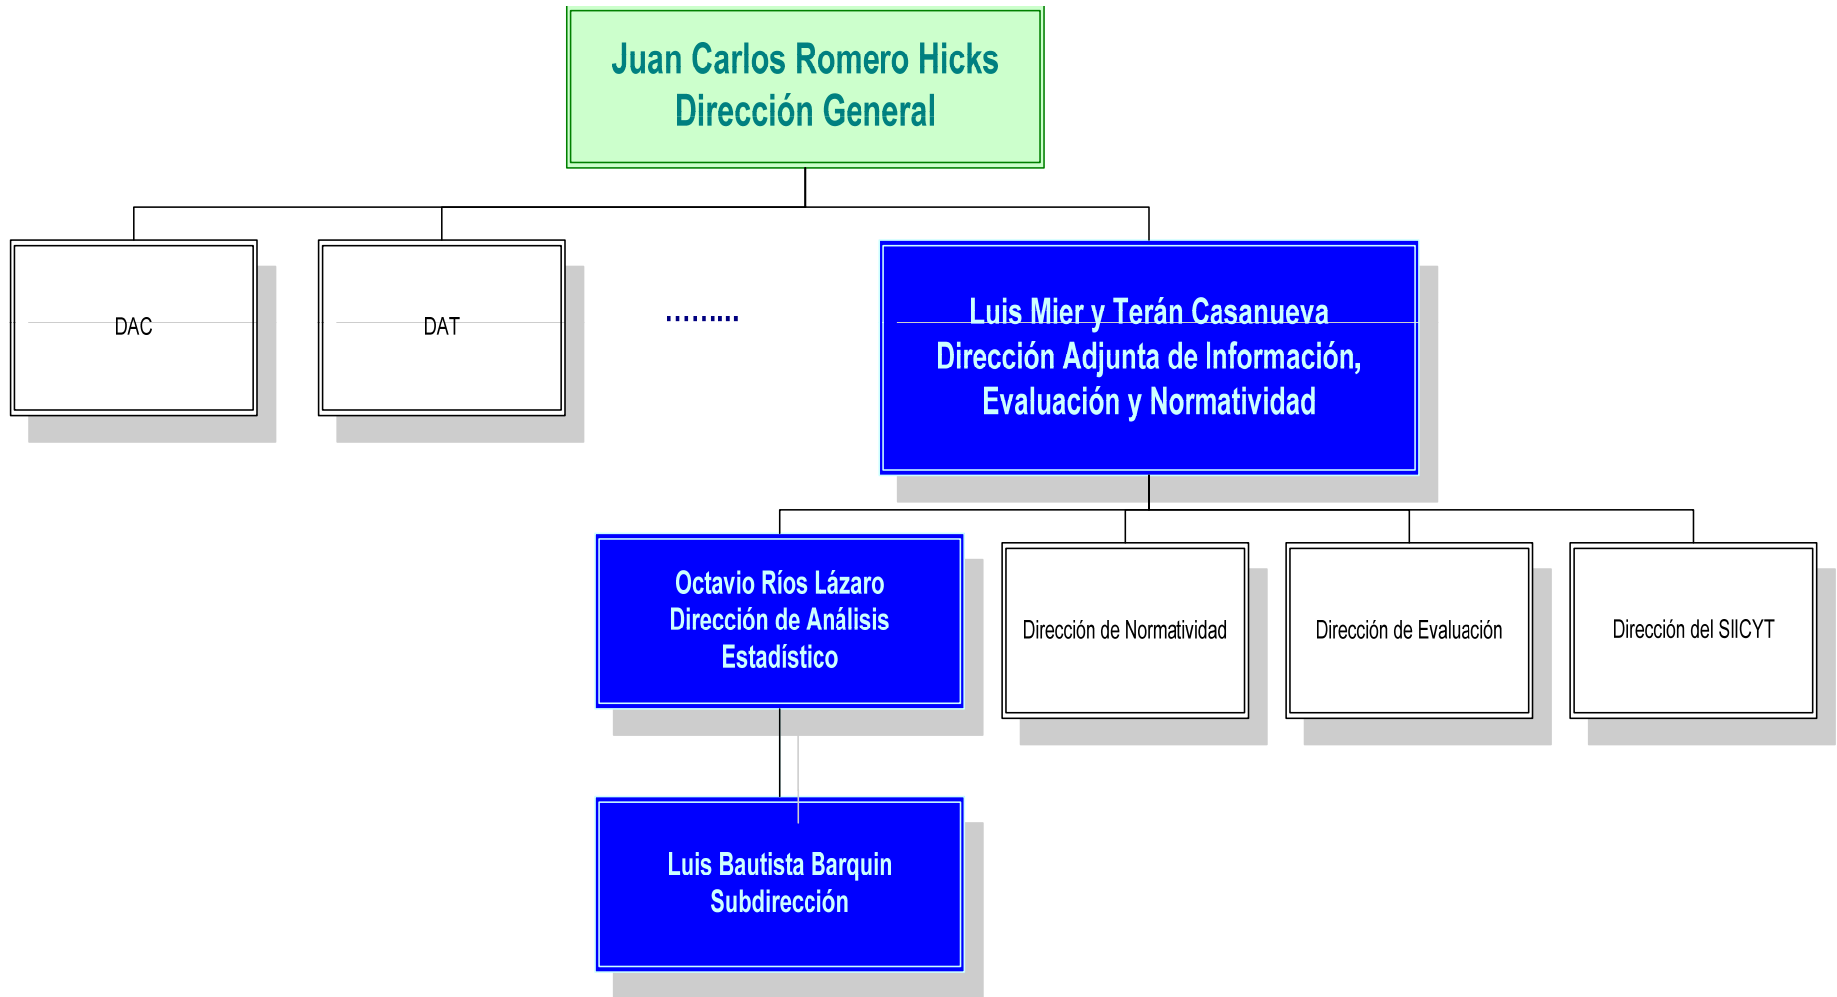 Juan Carlos Romero Hicks
Dirección General
DAC
DAT
.........
Luis Mier y Terán Casanueva
Dirección Adjunta de Información,
Evaluación y Normatividad
Octavio Ríos Lázaro
Dirección de Análisis
Estadístico
Dirección de Normatividad
Dirección de Evaluación
Dirección del SIICYT
Luis Bautista Barquin
Subdirección